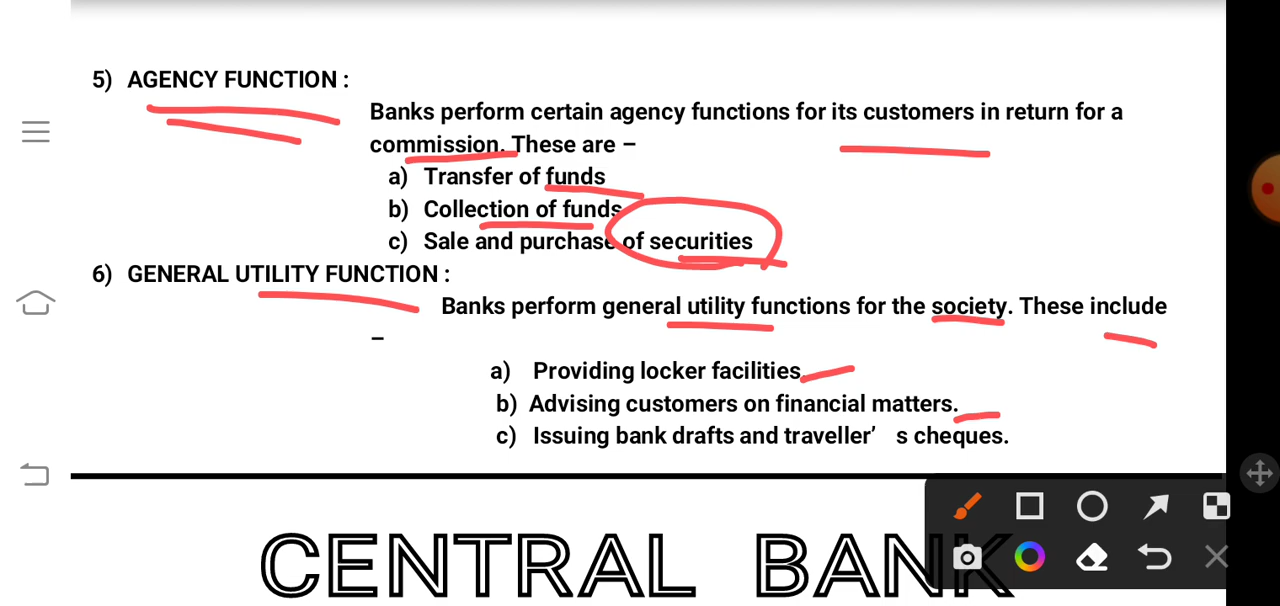 5) AGENCY FUNCTION :
Banks perform certain agency functions for its customers in return for a
commission. These are –
a) Transfer of funds
b) Collection of funds
c) Sale and purchase of securities
6) GENERAL UTILITY FUNCTION :
Banks perform general utility functions for the society. These include
–
a) Providing locker facilities.
b) Advising customers on financial matters.
c) Issuing bank drafts and traveller’ s cheques.
CENTRAL BANK